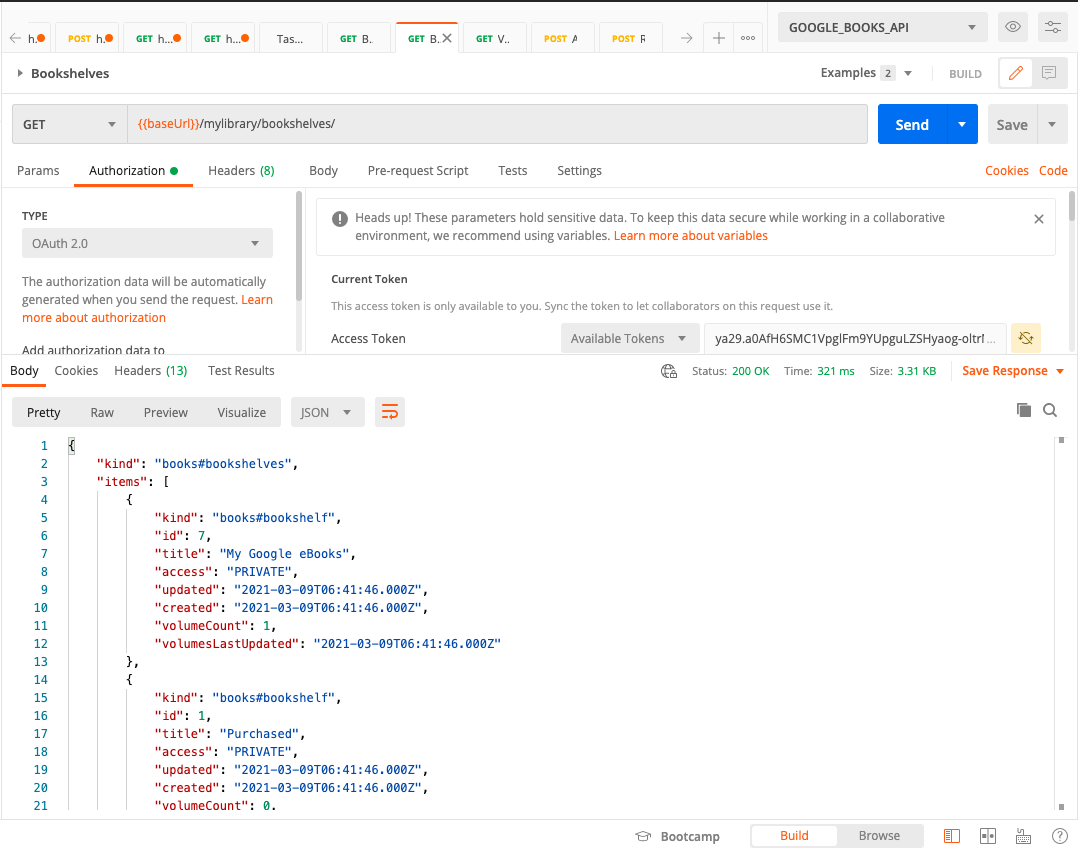 h.. POST h. GET h... GET h... Tas... GET B.. GET B.. GET V.. POST A POST R GOOGLE_BOOKS_API
Bookshelves Examples 2 BUILD
GET {{baseUrl}}/mylibrary/bookshelves/ Send Save
Params Authorization Headers (8) Body Pre-request Script Tests Settings Cookies Code
TYPE
OAuth 2.0
The authorization data will be automatically
generated when you send the request. Learn
more about authorization
Add authorization data to
Heads up! These parameters hold sensitive data. To keep this data secure while working in a collaborative
environment, we recommend using variables. Learn more about variables
Current Token
This access token is only available to you. Sync the token to let collaborators on this request use it.
Access Token Available Tokens ya29.a0AfH6SMC1VpglFm9YUpguLZSHyaog-oltrl...
Body Cookies Headers (13) Test Results Status: 200 OK Time: 321 ms Size: 3.31 KB Save Response
Pretty Raw Preview Visualize JSON
1 {
2 "kind": "books#bookshelves",
3 "items": [
4 {
5 "kind": "books#bookshelf",
6 "id": 7,
7 "title": "My Google eBooks",
8 "access": "PRIVATE",
9 "updated": "2021-03-09T06:41:46.000Z",
10 "created": "2021-03-09T06:41:46.000Z",
11 "volumeCount": 1,
12 "volumesLastUpdated": "2021-03-09T06:41:46.000Z"
13 },
14 {
15 "kind": "books#bookshelf",
16 "id": 1,
17 "title": "Purchased",
18 "access": "PRIVATE",
19 "updated": "2021-03-09T06:41:46.000Z",
20 "created": "2021-03-09T06:41:46.000Z",
21 "volumeCount": 0,
Bootcamp Build Browse